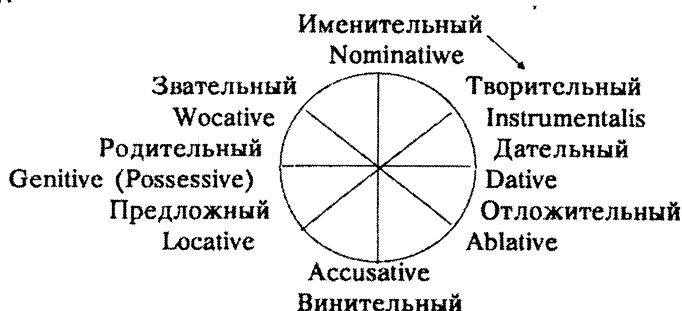 Именительный
Nominatiwe
Звательный
Wocative
Творительный
Instrumentalis
Родительный
Genitive (Possessive)
Дательный
Dative
Предложный
Locative
Отложительный
Ablative
Accusative
Винительный